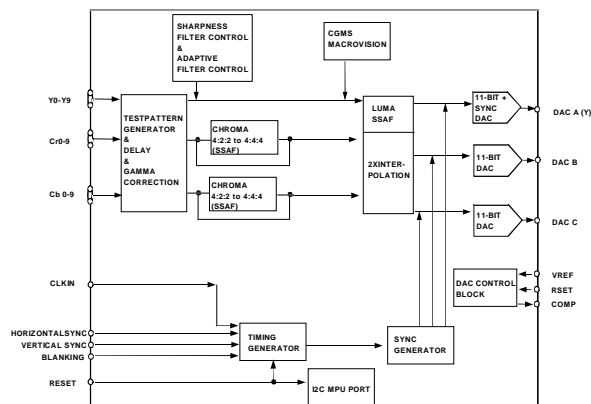 SHARPNESS
FILTER CONTROL
&
ADAPTIVE
FILTER CONTROL
CGMS
MACROVISION
Y0-Y9
Cr0-9
Cb 0-9
TESTPATTERN
GENERATOR
&
DELAY
&
GAMMA
CORRECTION
CHROMA
4:2:2 to 4:4:4
(SSAF)
CHROMA
4:2:2 to 4:4:4
(SSAF)
LUMA
SSAF
2XINTER-
POLATION
11-BIT +
SYNC
DAC
11-BIT
DAC
11-BIT
DAC
DAC A (Y)
DAC B
DAC C
CLKIN
HORIZONTALSYNC
VERTICAL SYNC
BLANKING
RESET
TIMING
GENERATOR
I2C MPU PORT
SYNC
GENERATOR
DAC CONTROL
BLOCK
VREF
RSET
COMP